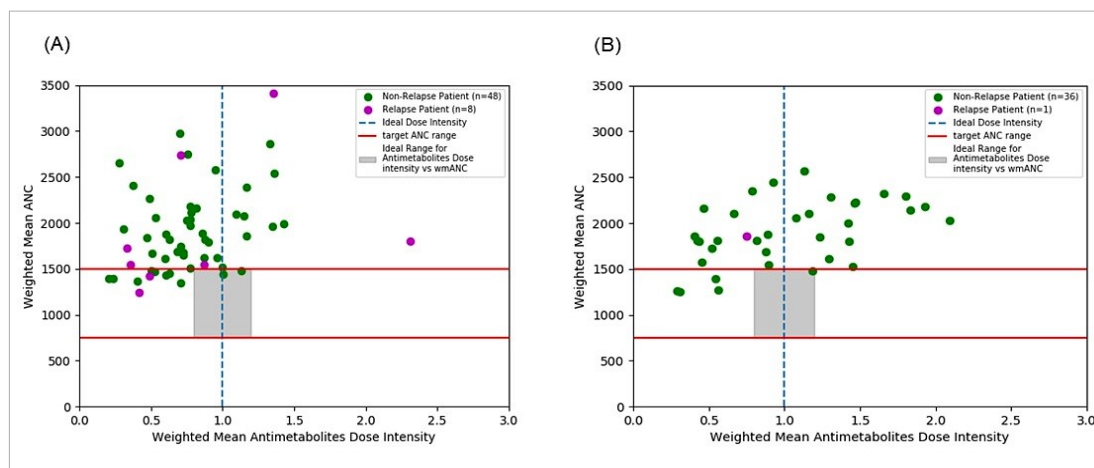 (A)
3500
3000
2500
2000
1500
1000
500
0
Weighted Mean ANC
0.0 0.5 1.0 1.5 2.0 2.5 3.0
Weighted Mean Antimetabolites Dose Intensity
Non-Relapse Patient (n=48)
Relapse Patient (n=8)
Ideal Dose Intensity
target ANC range
Ideal Range for
Antimetabolites Dose
intensity vs wmANC
(B)
3500
3000
2500
2000
1500
1000
500
0
Weighted Mean ANC
0.0 0.5 1.0 1.5 2.0 2.5 3.0
Weighted Mean Antimetabolites Dose Intensity
Non-Relapse Patient (n=36)
Relapse Patient (n=1)
Ideal Dose Intensity
target ANC range
Ideal Range for
Antimetabolites Dose
intensity vs wmANC